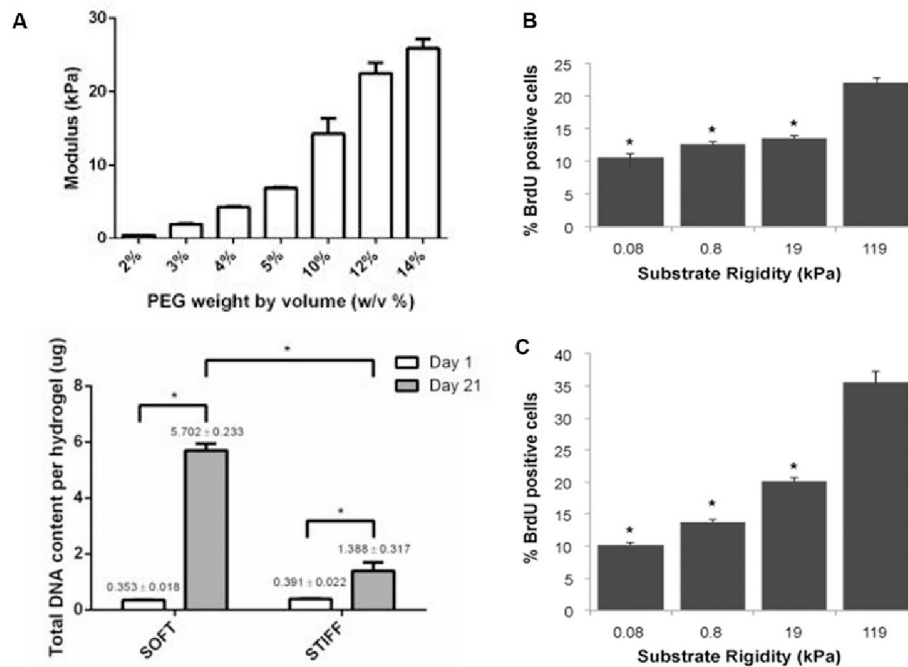 A
Modulus (kPa)
30
20
10
0
2%
3%
4%
5%
10%
12%
14%
PEG weight by volume (w/v %)
Total DNA content per hydrogel (ug)
8
6
4
2
0
Day 1
Day 21
*
*
*
0.353 ± 0.018
5.702 ± 0.233
0.391 ± 0.022
1.388 ± 0.317
SOFT
STIFF
B
% BrdU positive cells
25
20
15
10
5
0
*
*
*
0.08
0.8
19
119
Substrate Rigidity (kPa)
C
% BrdU positive cells
40
35
30
25
20
15
10
5
0
*
*
*
0.08
0.8
19
119
Substrate Rigidity (kPa)